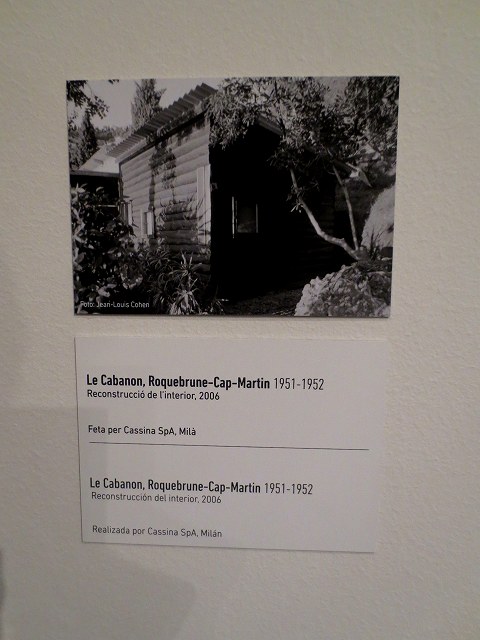 Foto: Jean-Louis Cohen
Le Cabanon, Roquebrune-Cap-Martin 1951-1952
Reconstrucció de l'interior, 2006
Feta per Cassina SpA, Milà
Le Cabanon, Roquebrune-Cap-Martin 1951-1952
Reconstrucción del interior, 2006
Realizada por Cassina SpA, Milán